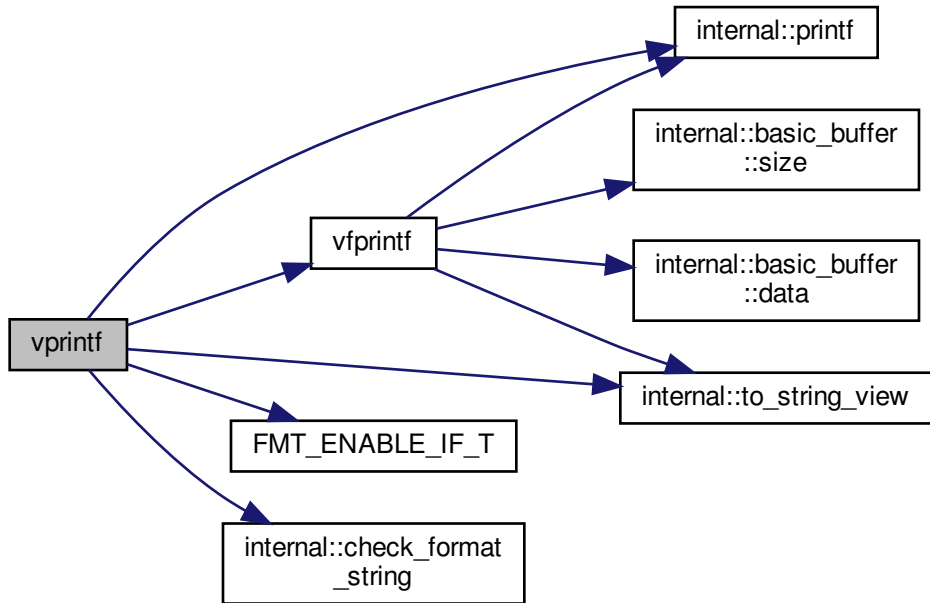 internal::printf
internal::basic_buffer
::size
vfprintf
internal::basic_buffer
::data
vprintf
internal::to_string_view
FMT_ENABLE_IF_T
internal::check_format
_string